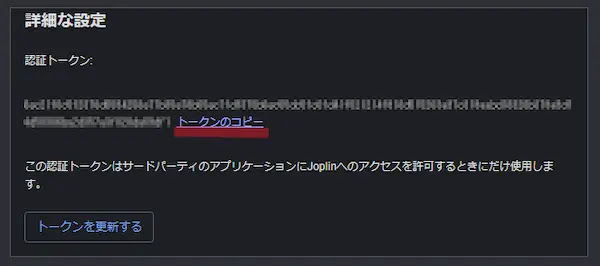 詳細な設定
認証トークン:
トークンのコピー
この認証トークンはサードパーティのアプリケーションにJoplinへのアクセスを許可するときにだけ使用しま
す。
トークンを更新する